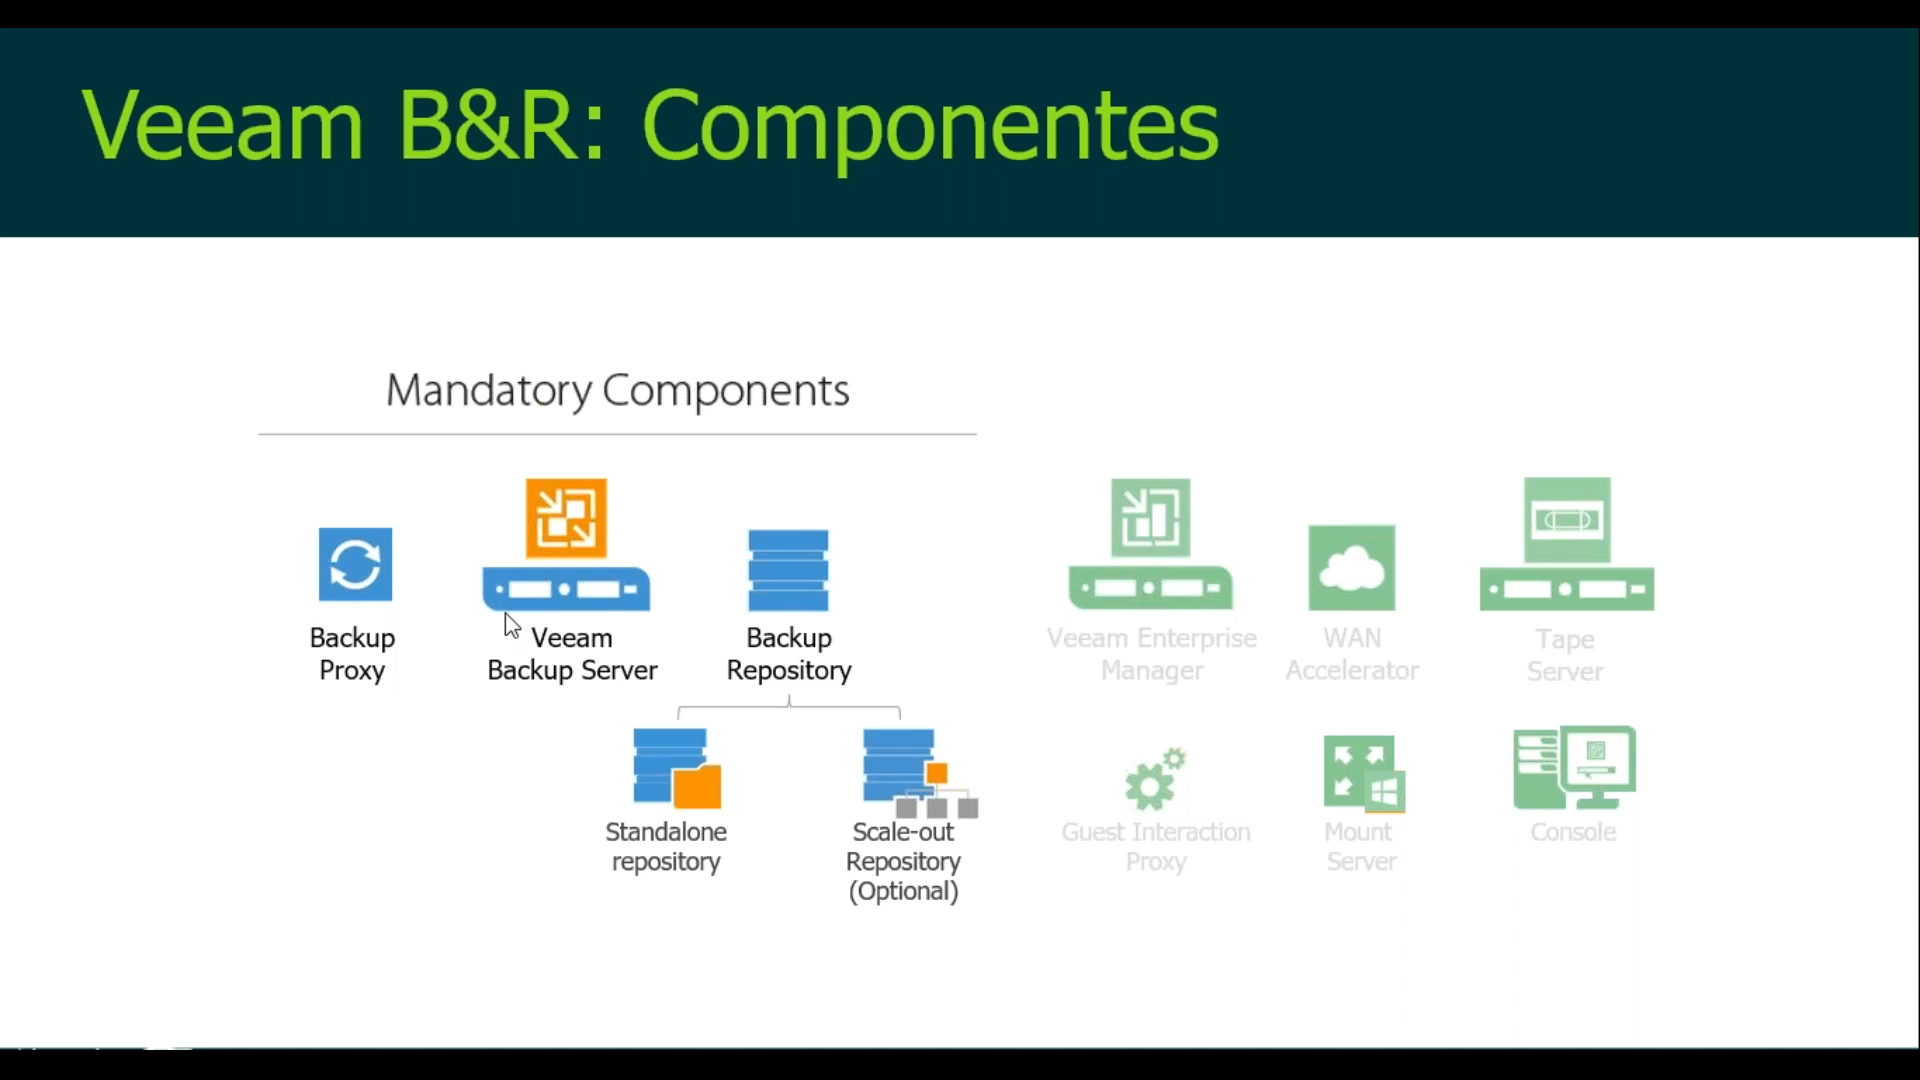 Veeam B&R: Componentes
Mandatory Components
Backup
Proxy
Veeam
Backup Server
Backup
Repository
Veeam Enterprise
Manager
WAN
Accelerator
Tape
Server
Standalone
repository
Scale-out
Repository
(Optional)
Guest Interaction
Proxy
Mount
Server
Console